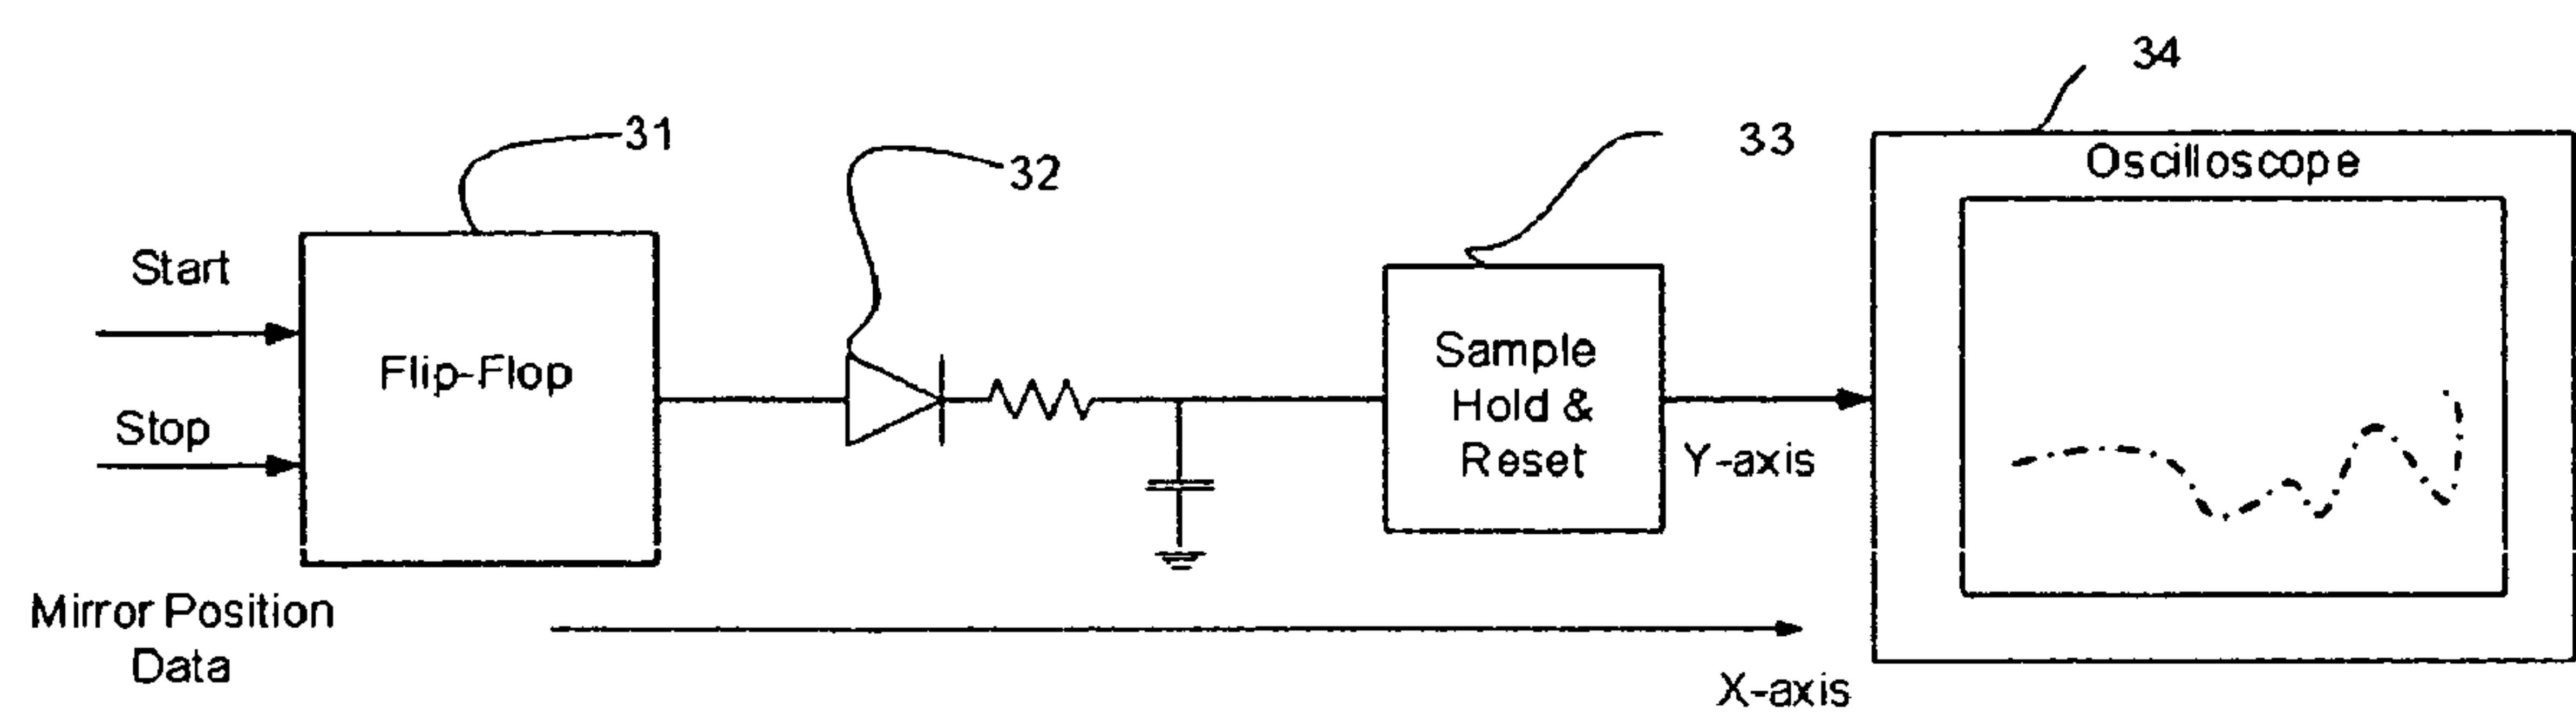 34
31
32
33
Oscilloscope
Start
Flip-Flop
Stop
Sample
Hold &
Reset
Y-axis
Mirror Position
Data
X-axis